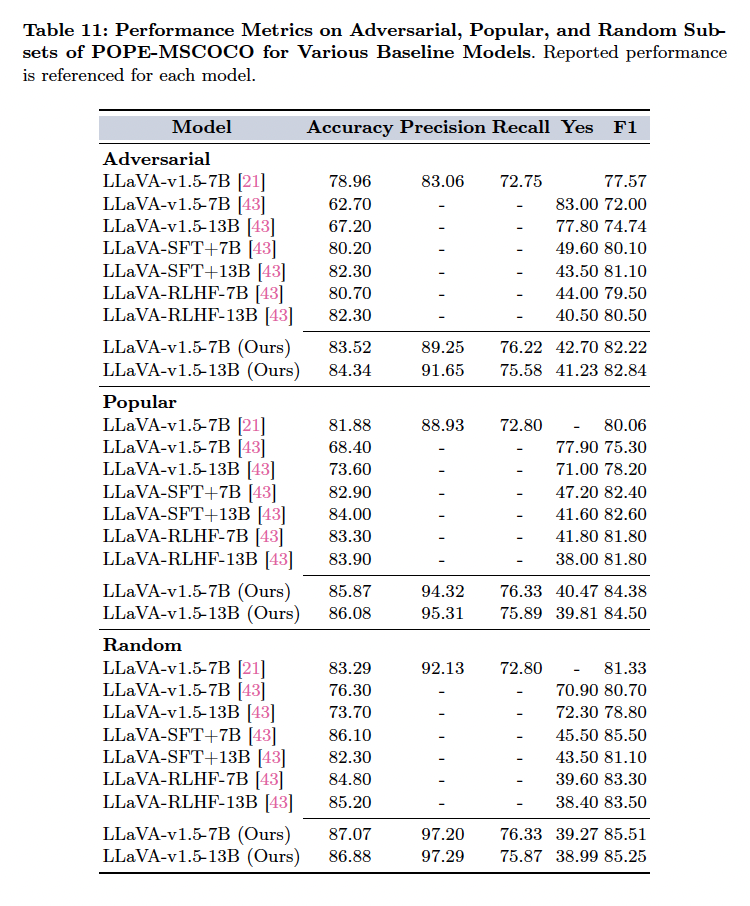 Table 11: Performance Metrics on Adversarial, Popular, and Random Sub-
sets of POPE-MSCOCO for Various Baseline Models. Reported performance
is referenced for each model.
Model Accuracy Precision Recall Yes F1
Adversarial
LLaVA-v1.5-7B [21] 78.96 83.06 72.75 77.57
LLaVA-v1.5-7B [43] 62.70 - - 83.00 72.00
LLaVA-v1.5-13B [43] 67.20 - - 77.80 74.74
LLaVA-SFT+7B [43] 80.20 - - 49.60 80.10
LLaVA-SFT+13B [43] 82.30 - - 43.50 81.10
LLaVA-RLHF-7B [43] 80.70 - - 44.00 79.50
LLaVA-RLHF-13B [43] 82.30 - - 40.50 80.50
LLaVA-v1.5-7B (Ours) 83.52 89.25 76.22 42.70 82.22
LLaVA-v1.5-13B (Ours) 84.34 91.65 75.58 41.23 82.84
Popular
LLaVA-v1.5-7B [21] 81.88 88.93 72.80 - 80.06
LLaVA-v1.5-7B [43] 68.40 - - 77.90 75.30
LLaVA-v1.5-13B [43] 73.60 - - 71.00 78.20
LLaVA-SFT+7B [43] 82.90 - - 47.20 82.40
LLaVA-SFT+13B [43] 84.00 - - 41.60 82.60
LLaVA-RLHF-7B [43] 83.30 - - 41.80 81.80
LLaVA-RLHF-13B [43] 83.90 - - 38.00 81.80
LLaVA-v1.5-7B (Ours) 85.87 94.32 76.33 40.47 84.38
LLaVA-v1.5-13B (Ours) 86.08 95.31 75.89 39.81 84.50
Random
LLaVA-v1.5-7B [21] 83.29 92.13 72.80 - 81.33
LLaVA-v1.5-7B [43] 76.30 - - 70.90 80.70
LLaVA-v1.5-13B [43] 73.70 - - 72.30 78.80
LLaVA-SFT+7B [43] 86.10 - - 45.50 85.50
LLaVA-SFT+13B [43] 82.30 - - 43.50 81.10
LLaVA-RLHF-7B [43] 84.80 - - 39.60 83.30
LLaVA-RLHF-13B [43] 85.20 - - 38.40 83.50
LLaVA-v1.5-7B (Ours) 87.07 97.20 76.33 39.27 85.51
LLaVA-v1.5-13B (Ours) 86.88 97.29 75.87 38.99 85.25